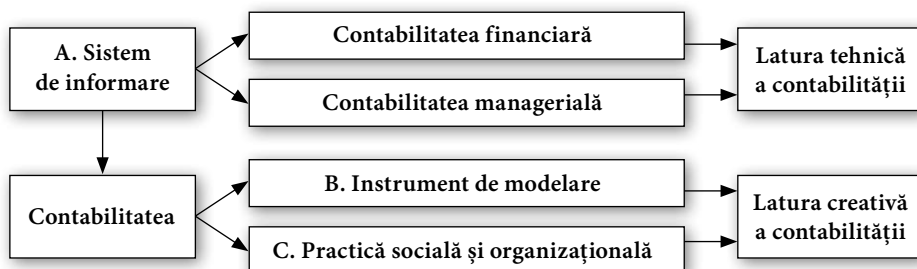 A. Sistem
de informare
Contabilitatea financiară
Contabilitatea managerială
Latura tehnică
a contabilității
Contabilitatea
B. Instrument de modelare
C. Practică socială și organizațională
Latura creativă
a contabilității